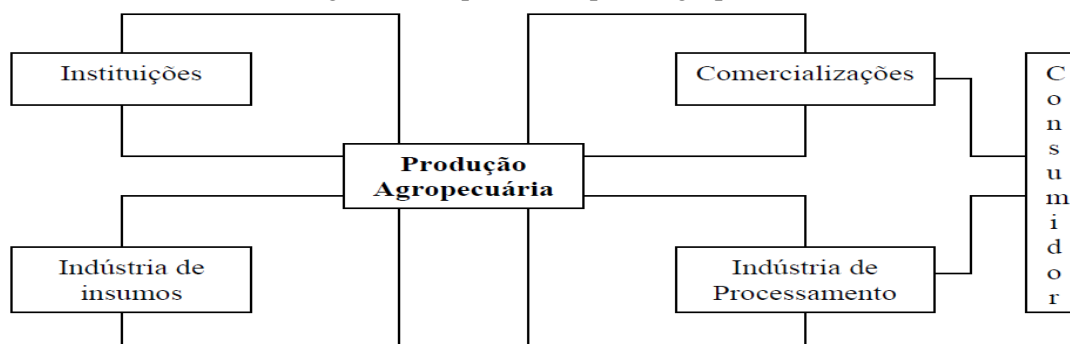 Instituições
Comercializações
Produção
Agropecuária
Indústria de
insumos
Indústria de
Processamento
C
o
n
s
u
m
i
d
o
r